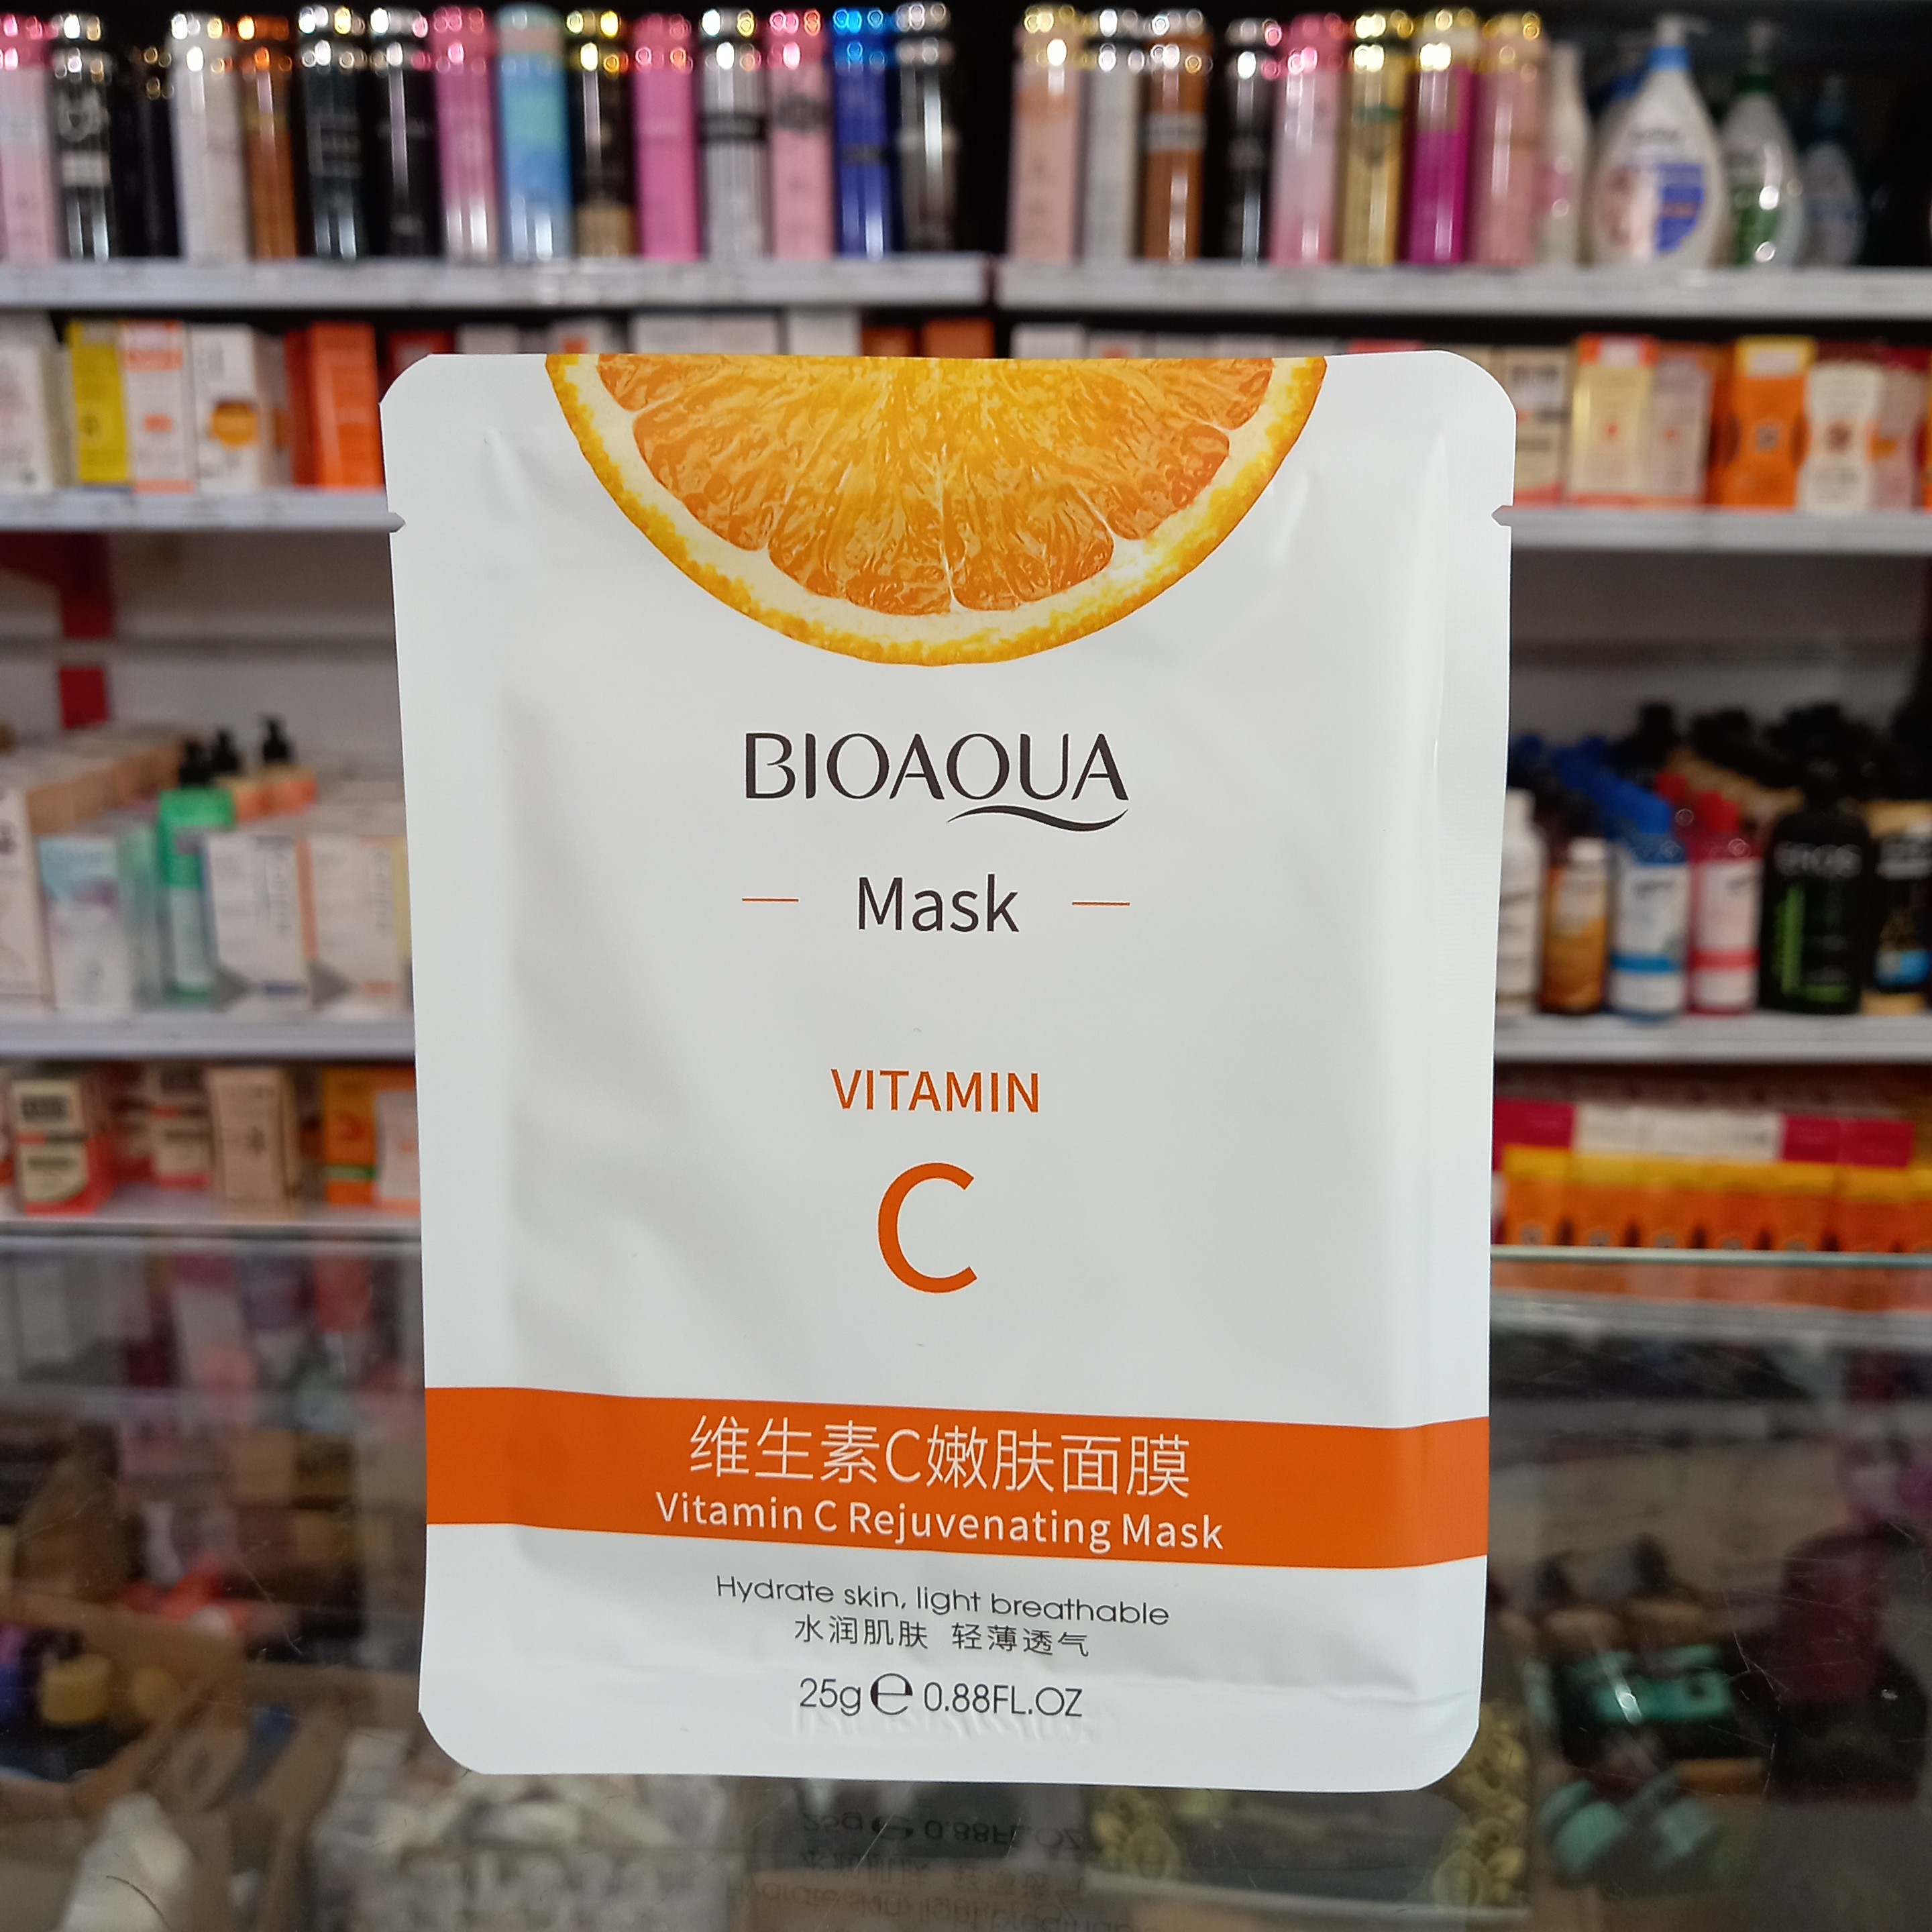 BIOAQUA
Mask
VITAMIN
C
维生素C嫩肤面膜
Vitamin C Rejuvenating Mask
Hydrate skin, light breathable
水润肌肤 轻薄透气
25g ℮ 0.88FL.OZ
EROS